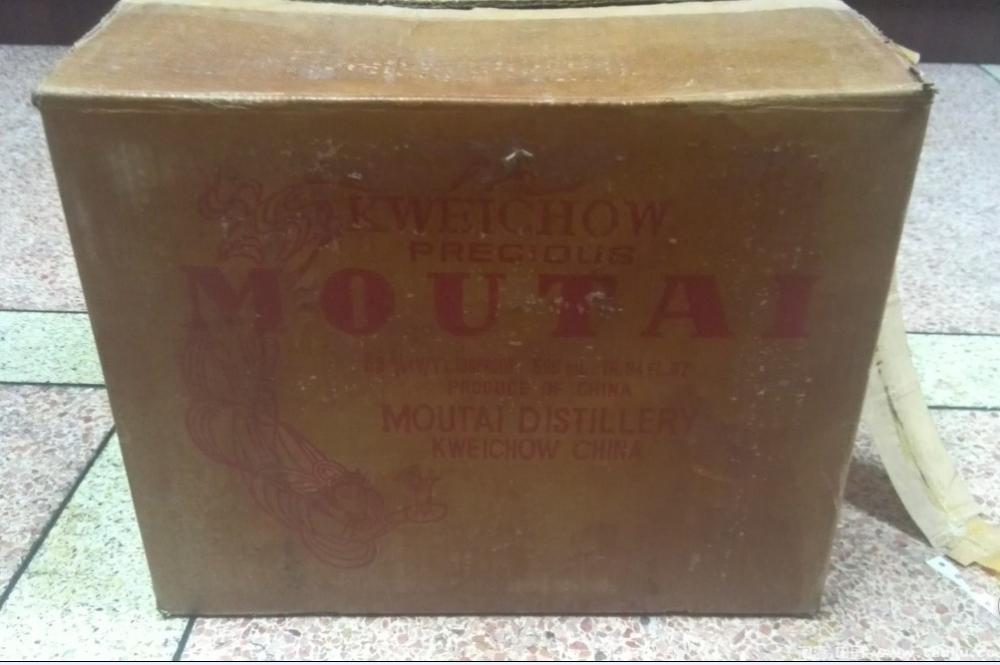 KWEICHOW
PRECIOUS
MOUTAI
PRODUCE OF CHINA
MOUTAI DISTILLERY
KWEICHOW CHINA